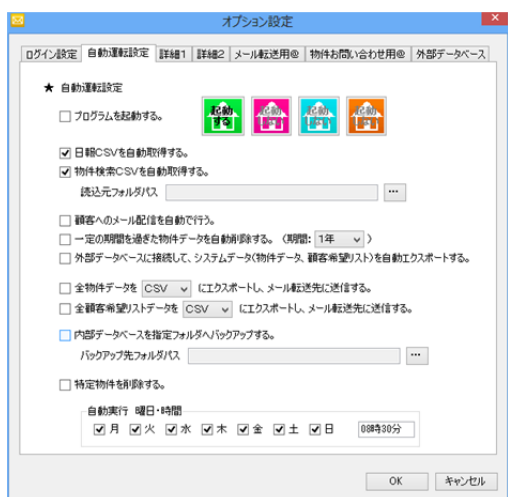 オプション設定
ログイン設定 自動運転設定 詳細1 詳細2 メール転送用@ 物件お問い合わせ用@ 外部データベース
★ 自動運転設定
プログラムを起動する。
起動する
日報CSVを自動取得する。
物件検索CSVを自動取得する。
読込元フォルダパス ...
顧客へのメール配信を自動で行う。
一定の期間を過ぎた物件データを自動削除する。（期間: 1年 ）
外部データベースに接続して、システムデータ(物件データ、顧客希望リスト)を自動エクスポートする。
全物件データを CSV にエクスポートし、メール転送先に送信する。
全顧客希望リストデータを CSV にエクスポートし、メール転送先に送信する。
内部データベースを指定フォルダへバックアップする。
バックアップ先フォルダパス ...
特定物件を削除する。
自動実行 曜日・時間
月 火 水 木 金 土 日 08時30分
OK キャンセル